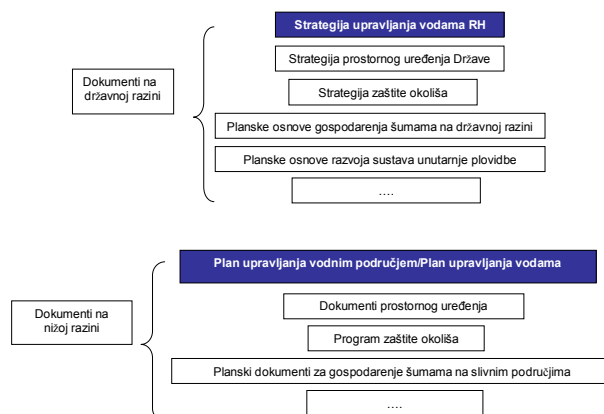 Strategija upravljanja vodama RH
Strategija prostornog uređenja Države
Dokumenti na
državnoj razini
Strategija zaštite okoliša
Planske osnove gospodarenja šumama na državnoj razini
Planske osnove razvoja sustava unutarnje plovidbe
....
Plan upravljanja vodnim područjem/Plan upravljanja vodama
Dokumenti na
nižoj razini
Dokumenti prostornog uređenja
Program zaštite okoliša
Planski dokumenti za gospodarenje šumama na slivnim područjima
....